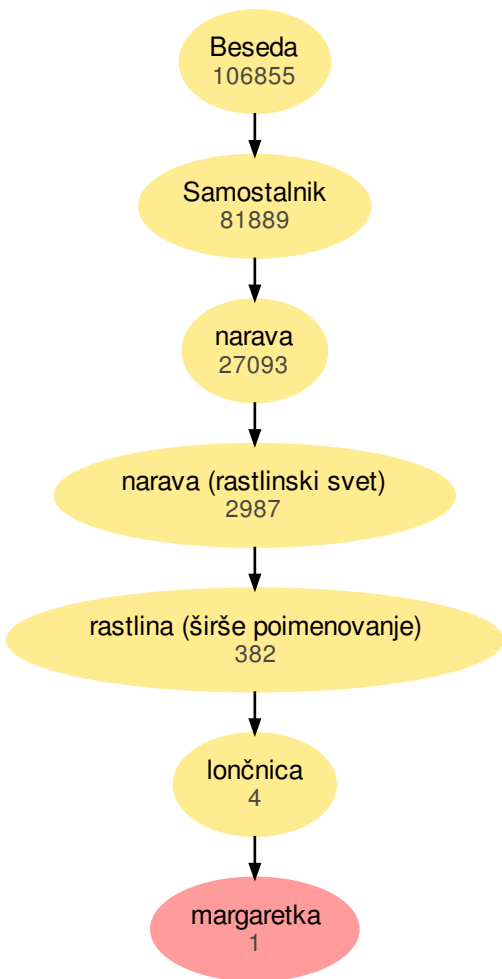 Beseda
106855
Samostalnik
81889
narava
27093
narava (rastlinski svet)
2987
rastlina (širše poimenovanje)
382
lončnica
4
margaretka
1